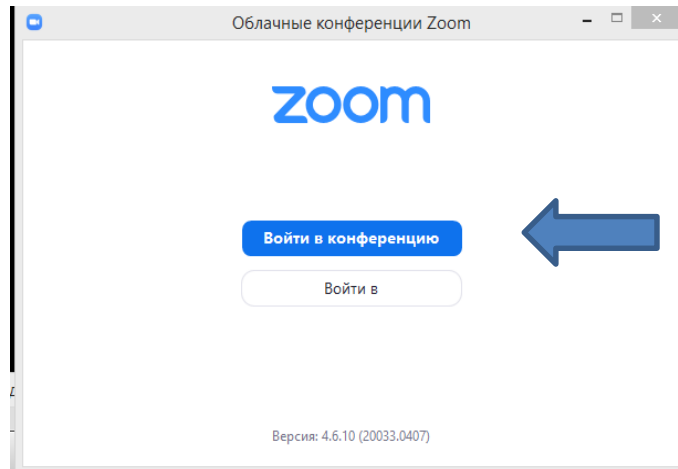 Облачные конференции Zoom
zoom
Войти в конференцию
Войти в
Версия: 4.6.10 (20033.0407)